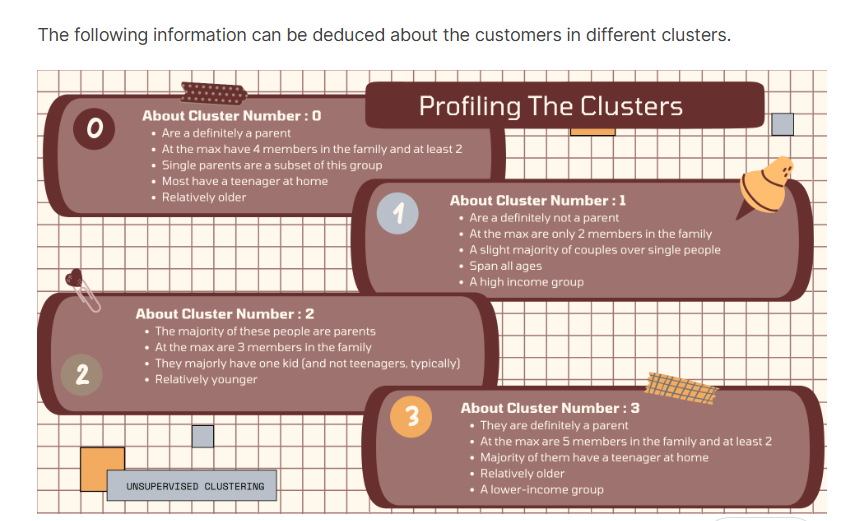 The following information can be deduced about the customers in different clusters.
Profiling The Clusters
0
About Cluster Number : 0
• Are a definitely a parent
• At the max have 4 members in the family and at least 2
• Single parents are a subset of this group
• Most have a teenager at home
• Relatively older
1
About Cluster Number : 1
• Are a definitely not a parent
• At the max are only 2 members in the family
• A slight majority of couples over single people
• Span all ages
• A high income group
2
About Cluster Number : 2
• The majority of these people are parents
• At the max are 3 members in the family
• They majorly have one kid (and not teenagers, typically)
• Relatively younger
3
About Cluster Number : 3
• They are definitely a parent
• At the max are 5 members in the family and at least 2
• Majority of them have a teenager at home
• Relatively older
• A lower-income group
UNSUPERVISED CLUSTERING